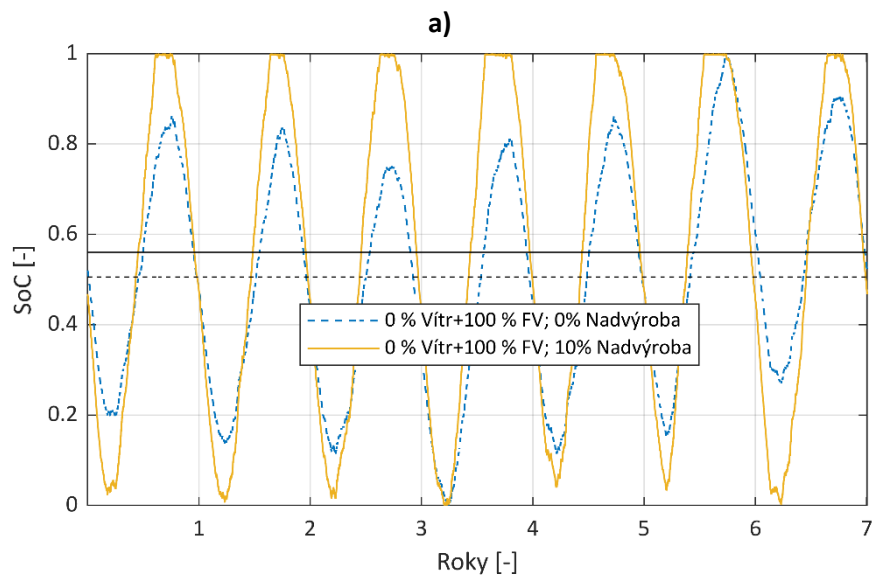 a)
1
0.8
0.6
0.4
0.2
0
SoC [-]
0 % Vítr+100 % FV; 0% Nadvýroba
0 % Vítr+100 % FV; 10% Nadvýroba
1 2 3 4 5 6 7
Roky [-]